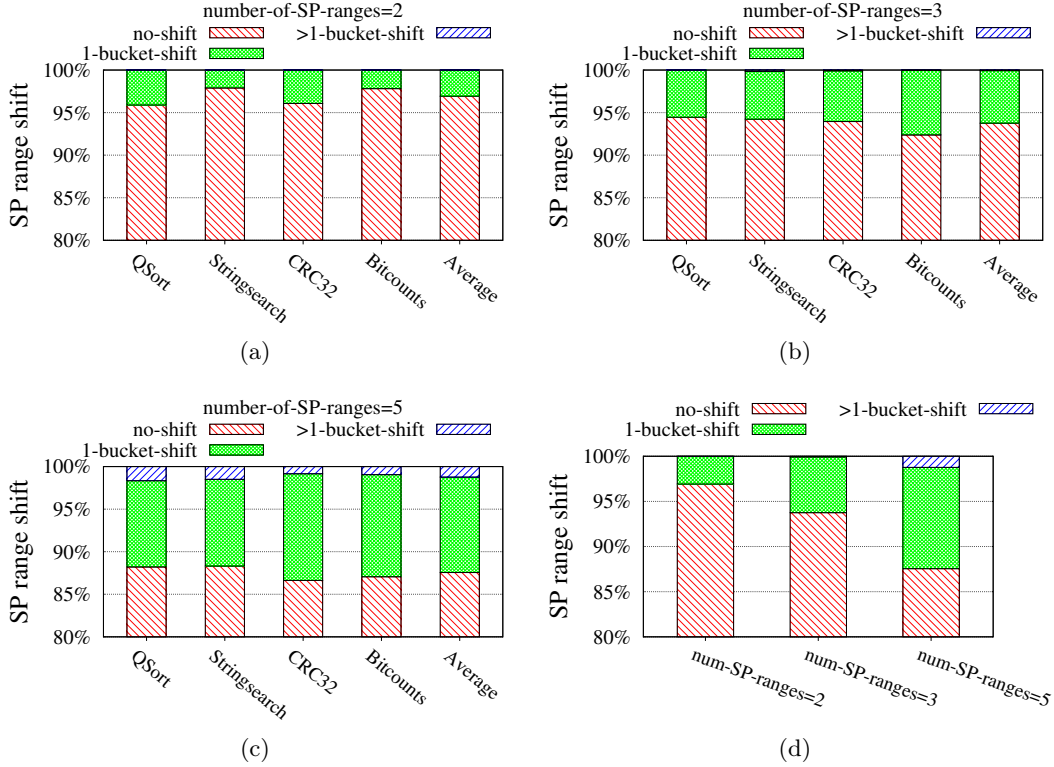 number-of-SP-ranges=2
no-shift
>1-bucket-shift
1-bucket-shift
SP range shift
100%
95%
90%
85%
80%
QSort
Stringsearch
CRC32
Bitcounts
Average
(a)
number-of-SP-ranges=3
no-shift
>1-bucket-shift
1-bucket-shift
SP range shift
100%
95%
90%
85%
80%
QSort
Stringsearch
CRC32
Bitcounts
Average
(b)
number-of-SP-ranges=5
no-shift
>1-bucket-shift
1-bucket-shift
SP range shift
100%
95%
90%
85%
80%
QSort
Stringsearch
CRC32
Bitcounts
Average
(c)
no-shift
>1-bucket-shift
1-bucket-shift
SP range shift
100%
95%
90%
85%
80%
num-SP-ranges=2
num-SP-ranges=3
num-SP-ranges=5
(d)